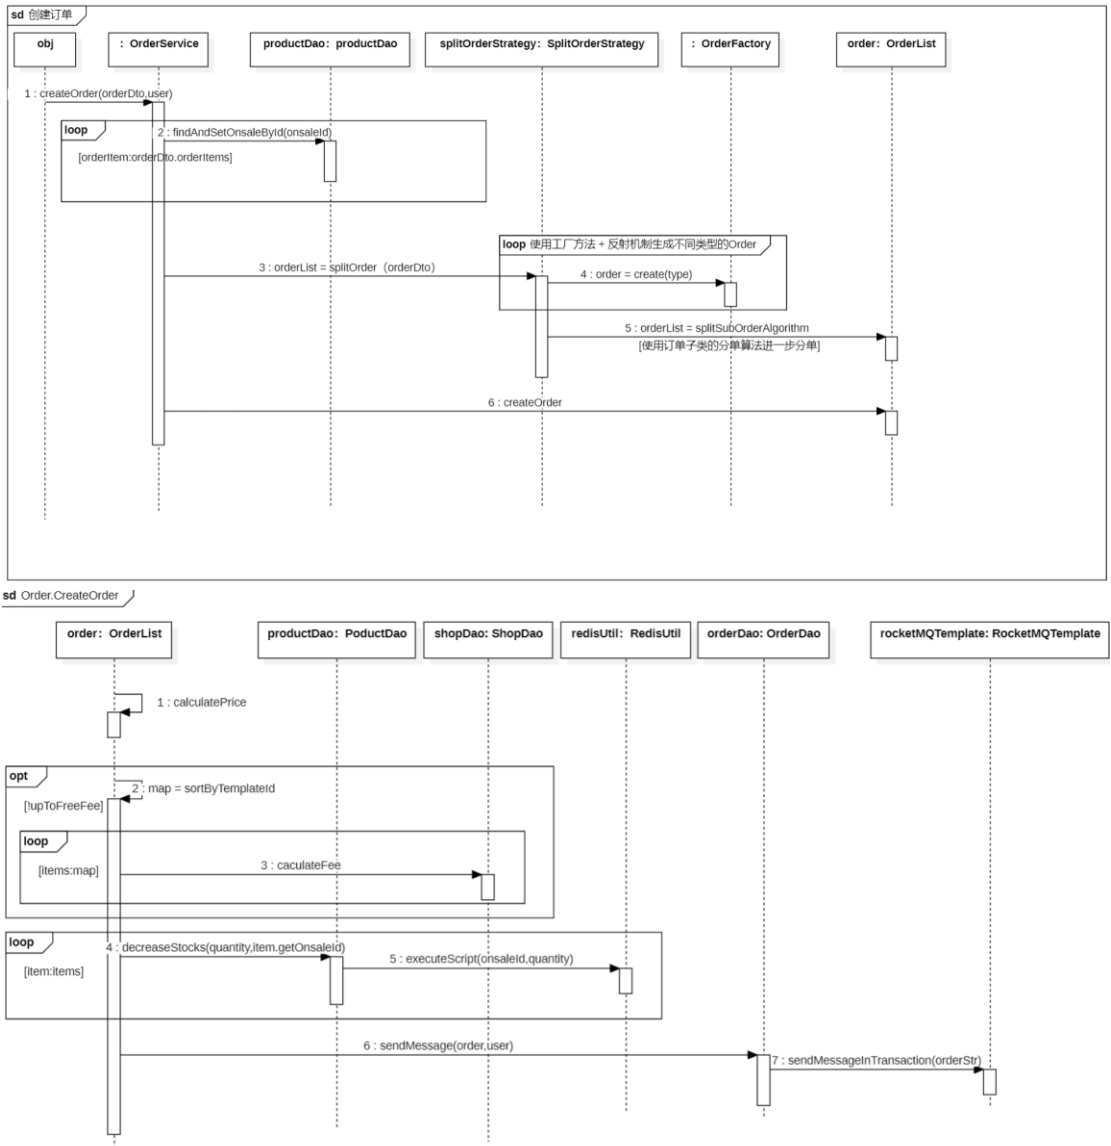 sd 创建订单
obj
：OrderService
productDao：productDao
splitOrderStrategy：SplitOrderStrategy
：OrderFactory
order：OrderList
1 : createOrder(orderDto,user)
loop
2 : findAndSetOnsaleById(onsaleId)
[orderItem:orderDto.orderItems]
loop 使用工厂方法 + 反射机制生成不同类型的Order
3 : orderList = splitOrder（orderDto）
4 : order = create(type)
5 : orderList = splitSubOrderAlgorithm
[使用订单子类的分单算法进一步分单]
6 : createOrder
sd Order.CreateOrder
order：OrderList
productDao：PoductDao
shopDao: ShopDao
redisUtil：RedisUtil
orderDao: OrderDao
rocketMQTemplate: RocketMQTemplate
1 : calculatePrice
opt
2 : map = sortByTemplateId
[!upToFreeFee]
loop
3 : caculateFee
[items:map]
loop
4 : decreaseStocks(quantity,item.getOnsaleId)
5 : executeScript(onsaleId,quantity)
[item:items]
6 : sendMessage(order,user)
7 : sendMessageInTransaction(orderStr)